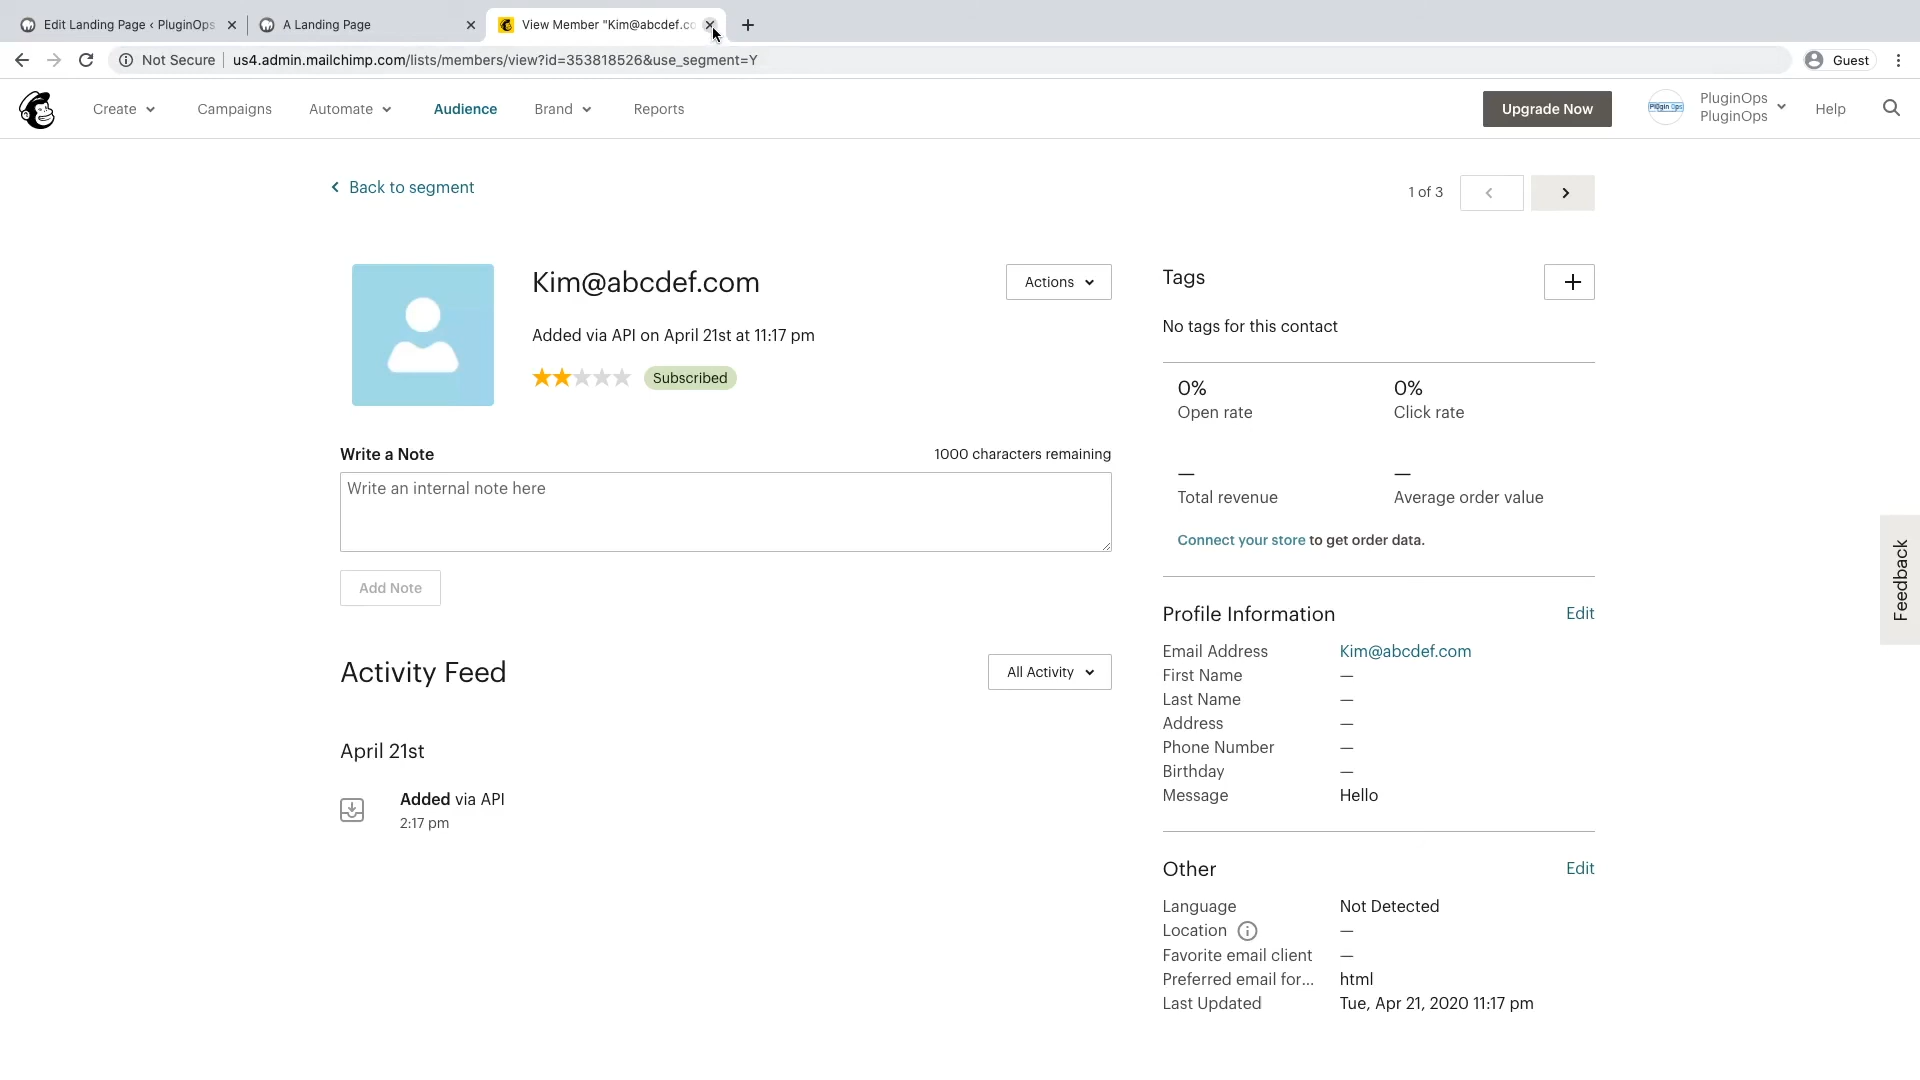 Edit Landing Page ‹ PluginOps
A Landing Page
View Member "Kim@abcdef.co
Not Secure
us4.admin.mailchimp.com/lists/members/view?id=353818526&use_segment=Y
Guest
Create
Campaigns
Automate
Audience
Brand
Reports
Upgrade Now
Plugin Ops
PluginOps
PluginOps
Help
Back to segment
1 of 3
Kim@abcdef.com
Actions
Added via API on April 21st at 11:17 pm
Subscribed
Write a Note
1000 characters remaining
Write an internal note here
Add Note
Activity Feed
All Activity
April 21st
Added via API
2:17 pm
Tags
No tags for this contact
0%
0%
Open rate
Click rate
—
—
Total revenue
Average order value
Connect your store to get order data.
Profile Information
Edit
Email Address Kim@abcdef.com
First Name —
Last Name —
Address —
Phone Number —
Birthday —
Message Hello
Other
Edit
Language Not Detected
Location —
Favorite email client —
Preferred email for... html
Last Updated Tue, Apr 21, 2020 11:17 pm
Feedback